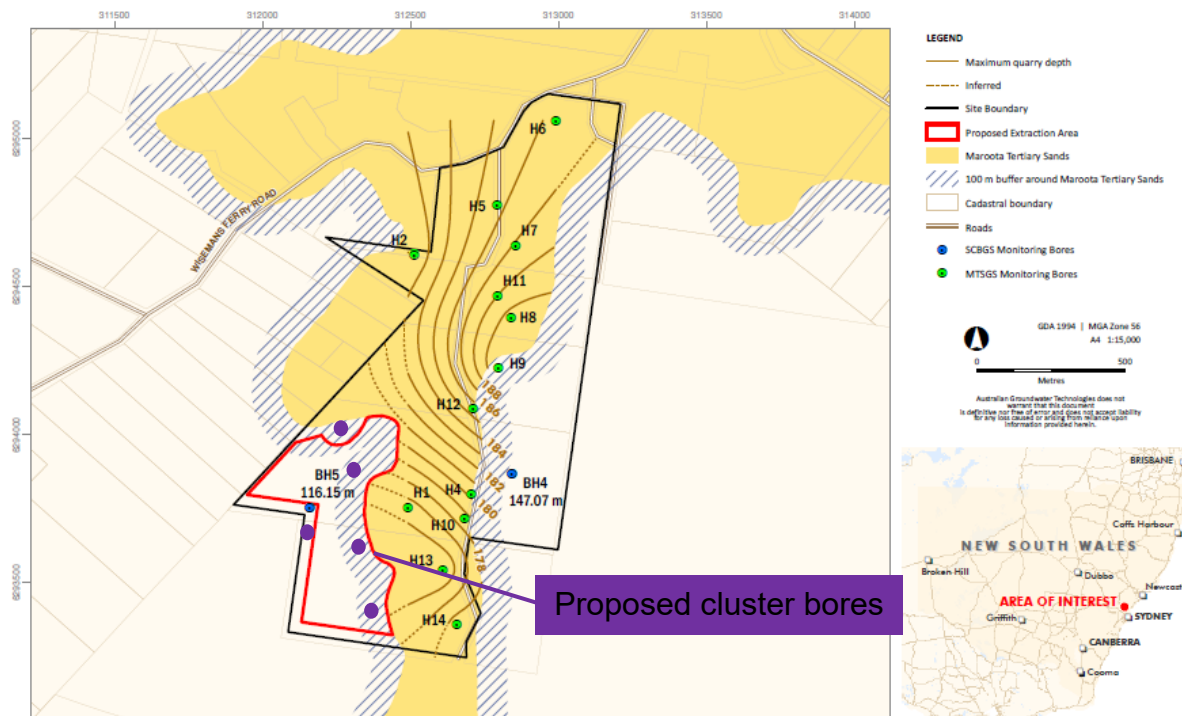 311500
312000
312500
313000
313500
314000
6295000
6294500
6294000
6293500
WISEMANS FERRY ROAD
H6
H5
H7
H2
H11
H8
H9
H12
188
186
184
182
180
178
BH5
116.15 m
H1
H4
BH4
147.07 m
H10
H13
H14
Proposed cluster bores
LEGEND
Maximum quarry depth
Inferred
Site Boundary
Proposed Extraction Area
Maroota Tertiary Sands
100 m buffer around Maroota Tertiary Sands
Cadastral boundary
Roads
SCBGS Monitoring Bores
MTSGS Monitoring Bores
GDA 1994 | MGA Zone 56
A4 1:15,000
0 500
Metres
Australian Groundwater Technologies does not
warrant that this document
is definitive nor free of error and does not accept liability
for any loss caused or arising from reliance upon
information provided herein.
BRISBANE
Coffs Harbour
NEW SOUTH WALES
Broken Hill
Dubbo
Newcast
AREA OF INTEREST
Griffith
SYDNEY
CANBERRA
Cooma